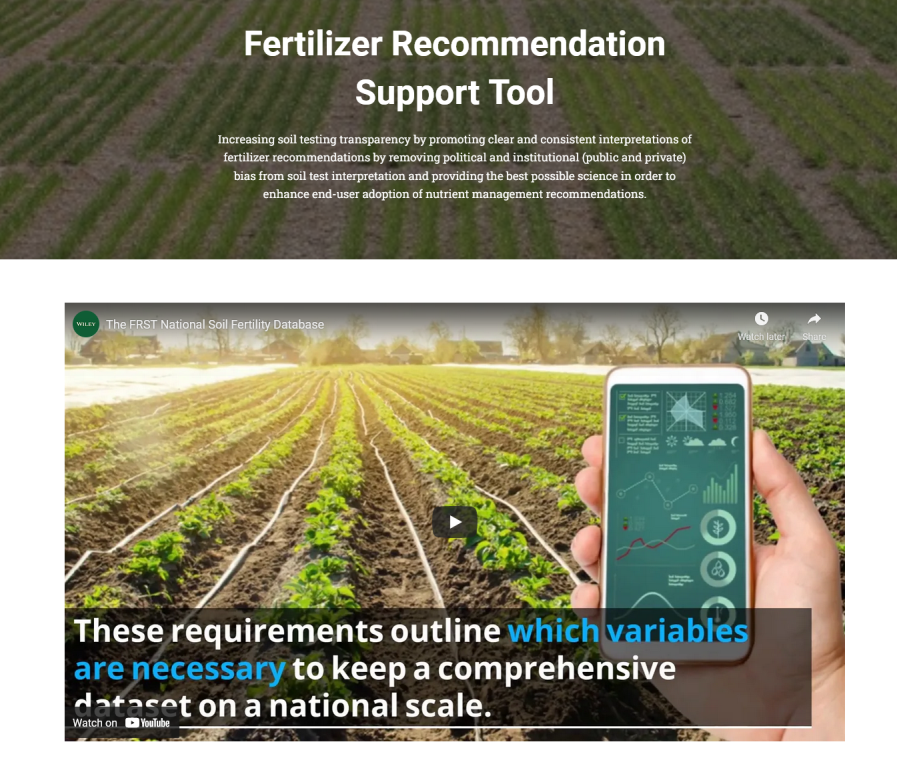 Fertilizer Recommendation
Support Tool
Increasing soil testing transparency by promoting clear and consistent interpretations of
fertilizer recommendations by removing political and institutional (public and private)
bias from soil test interpretation and providing the best possible science in order to
enhance end-user adoption of nutrient management recommendations.
WILEY
The FRST National Soil Fertility Database
Watch later
Share
These requirements outline which variables
are necessary to keep a comprehensive
dataset on a national scale.
Watch on YouTube